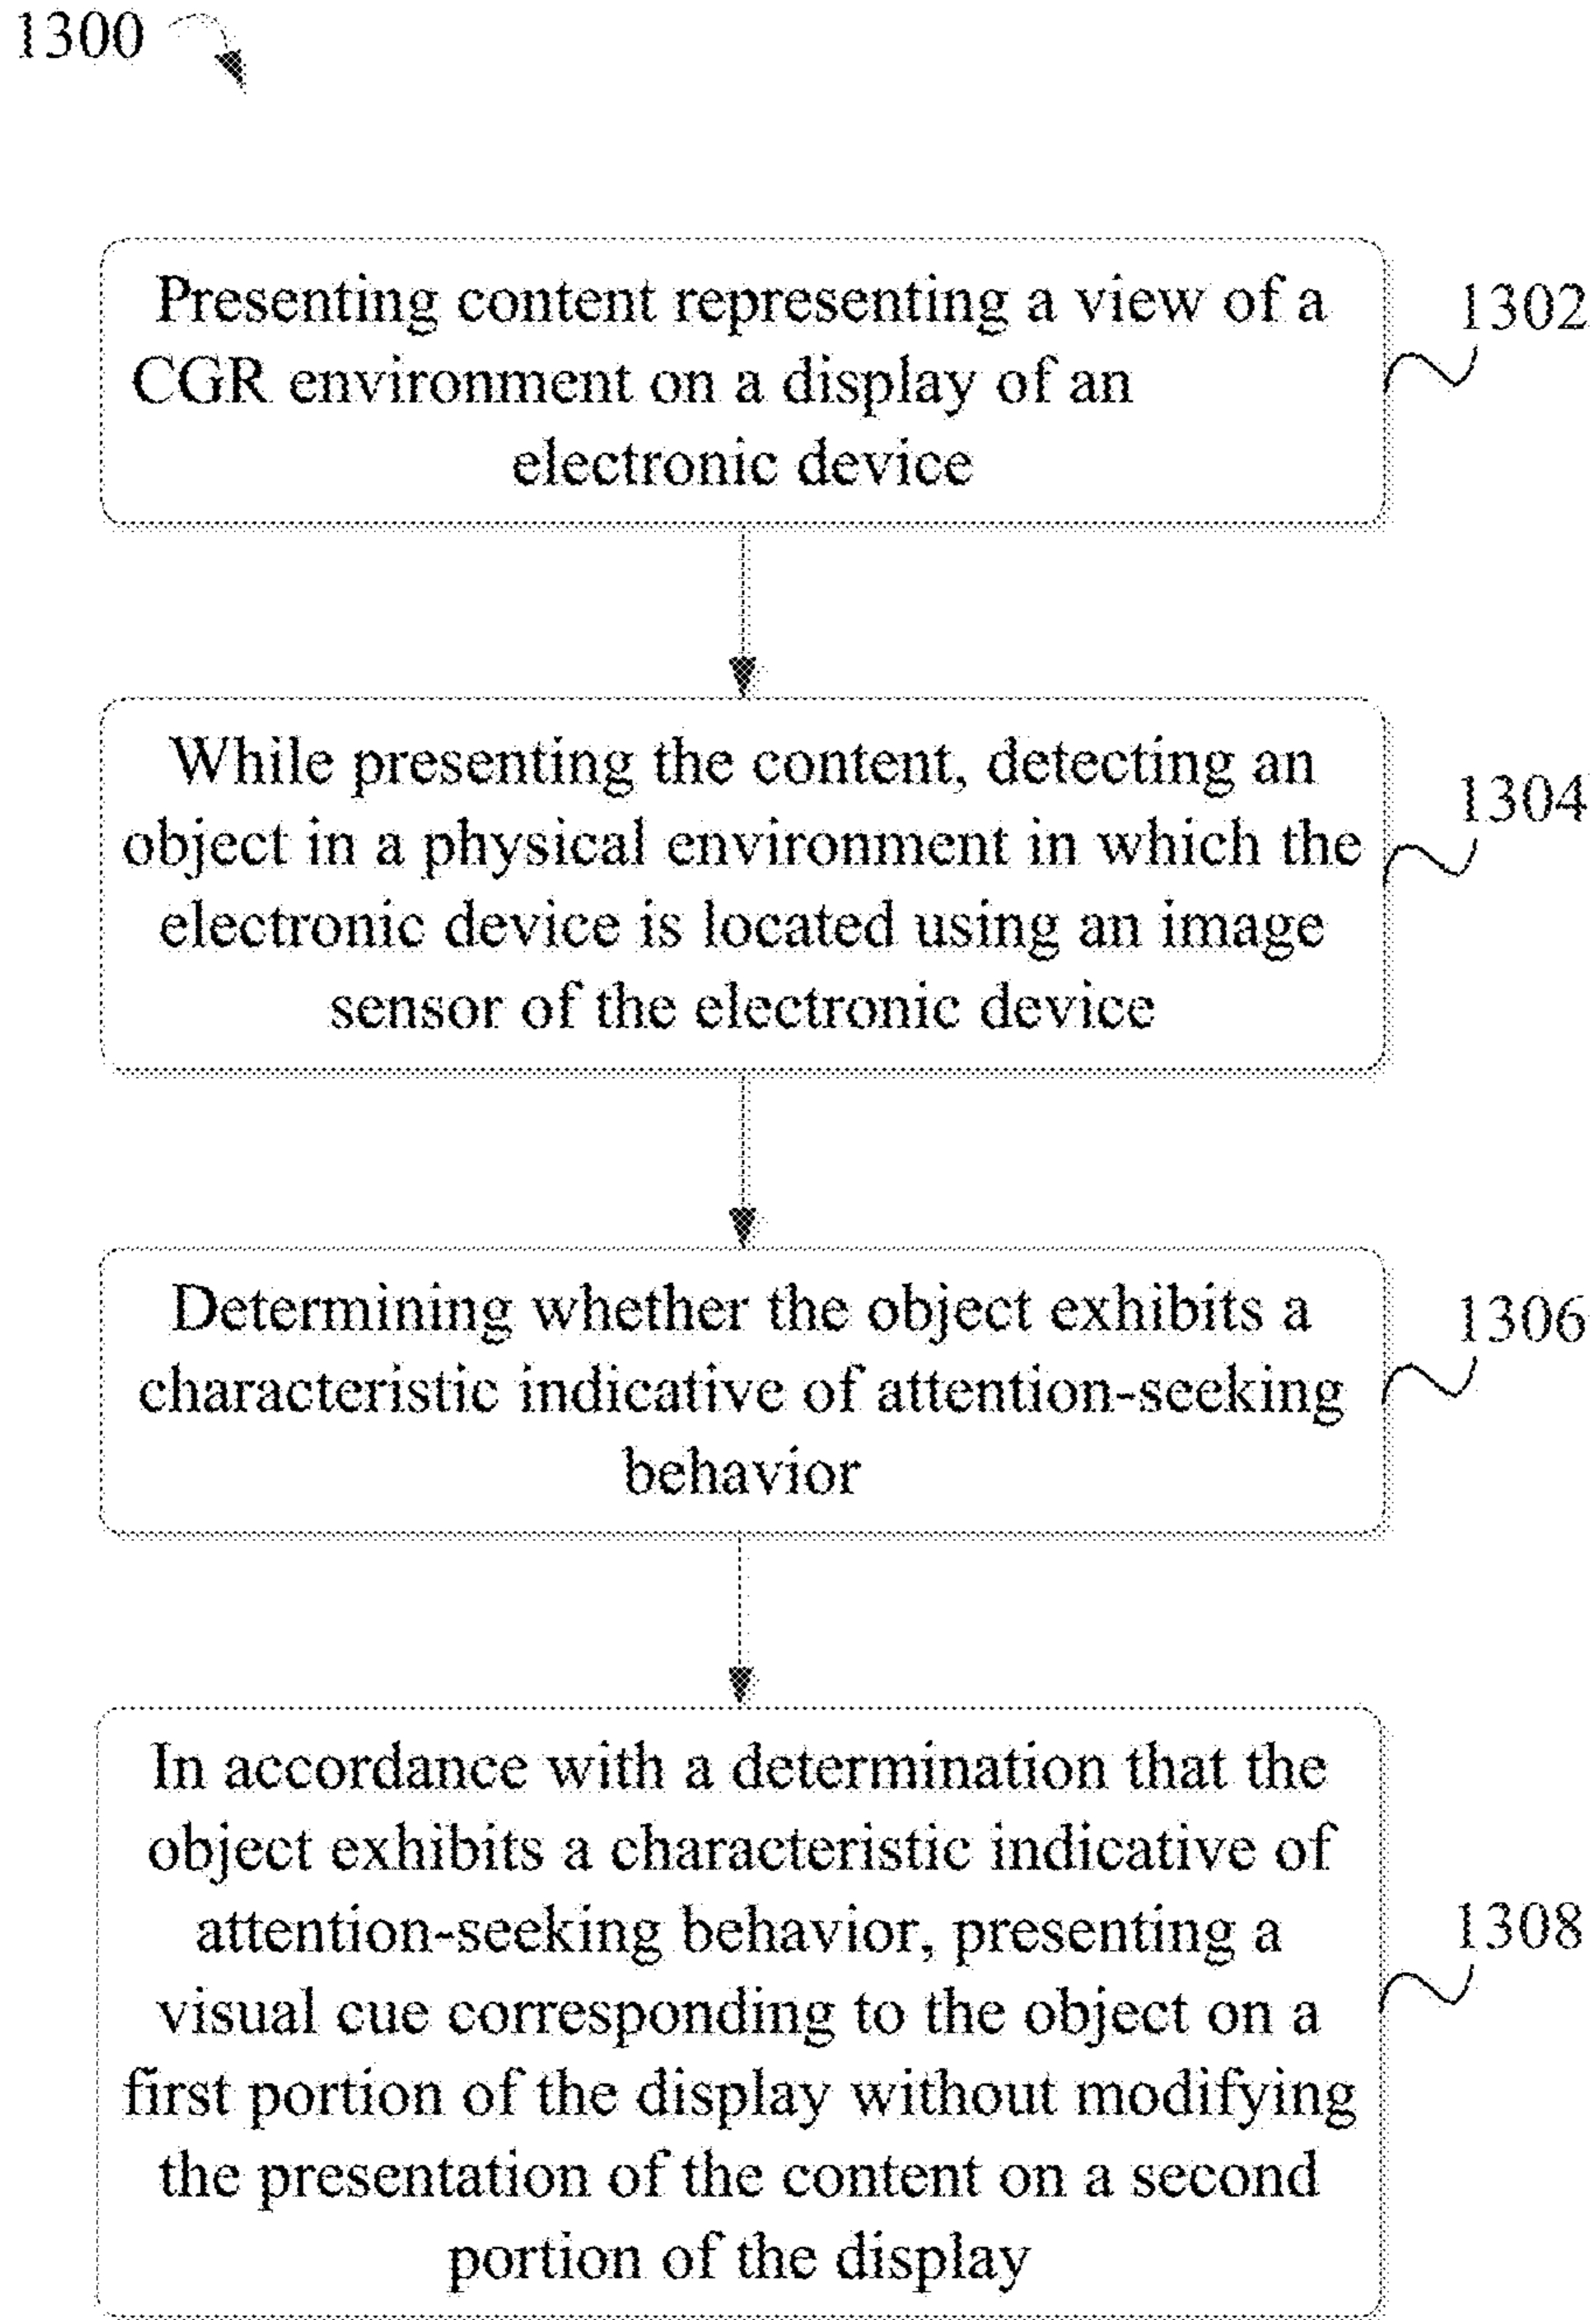 1300
Presenting content representing a view of a
CGR environment on a display of an
electronic device
1302
While presenting the content, detecting an
object in a physical environment in which the
electronic device is located using an image
sensor of the electronic device
1304
Determining whether the object exhibits a
characteristic indicative of attention-seeking
behavior
1306
In accordance with a determination that the
object exhibits a characteristic indicative of
attention-seeking behavior, presenting a
visual cue corresponding to the object on a
first portion of the display without modifying
the presentation of the content on a second
portion of the display
1308